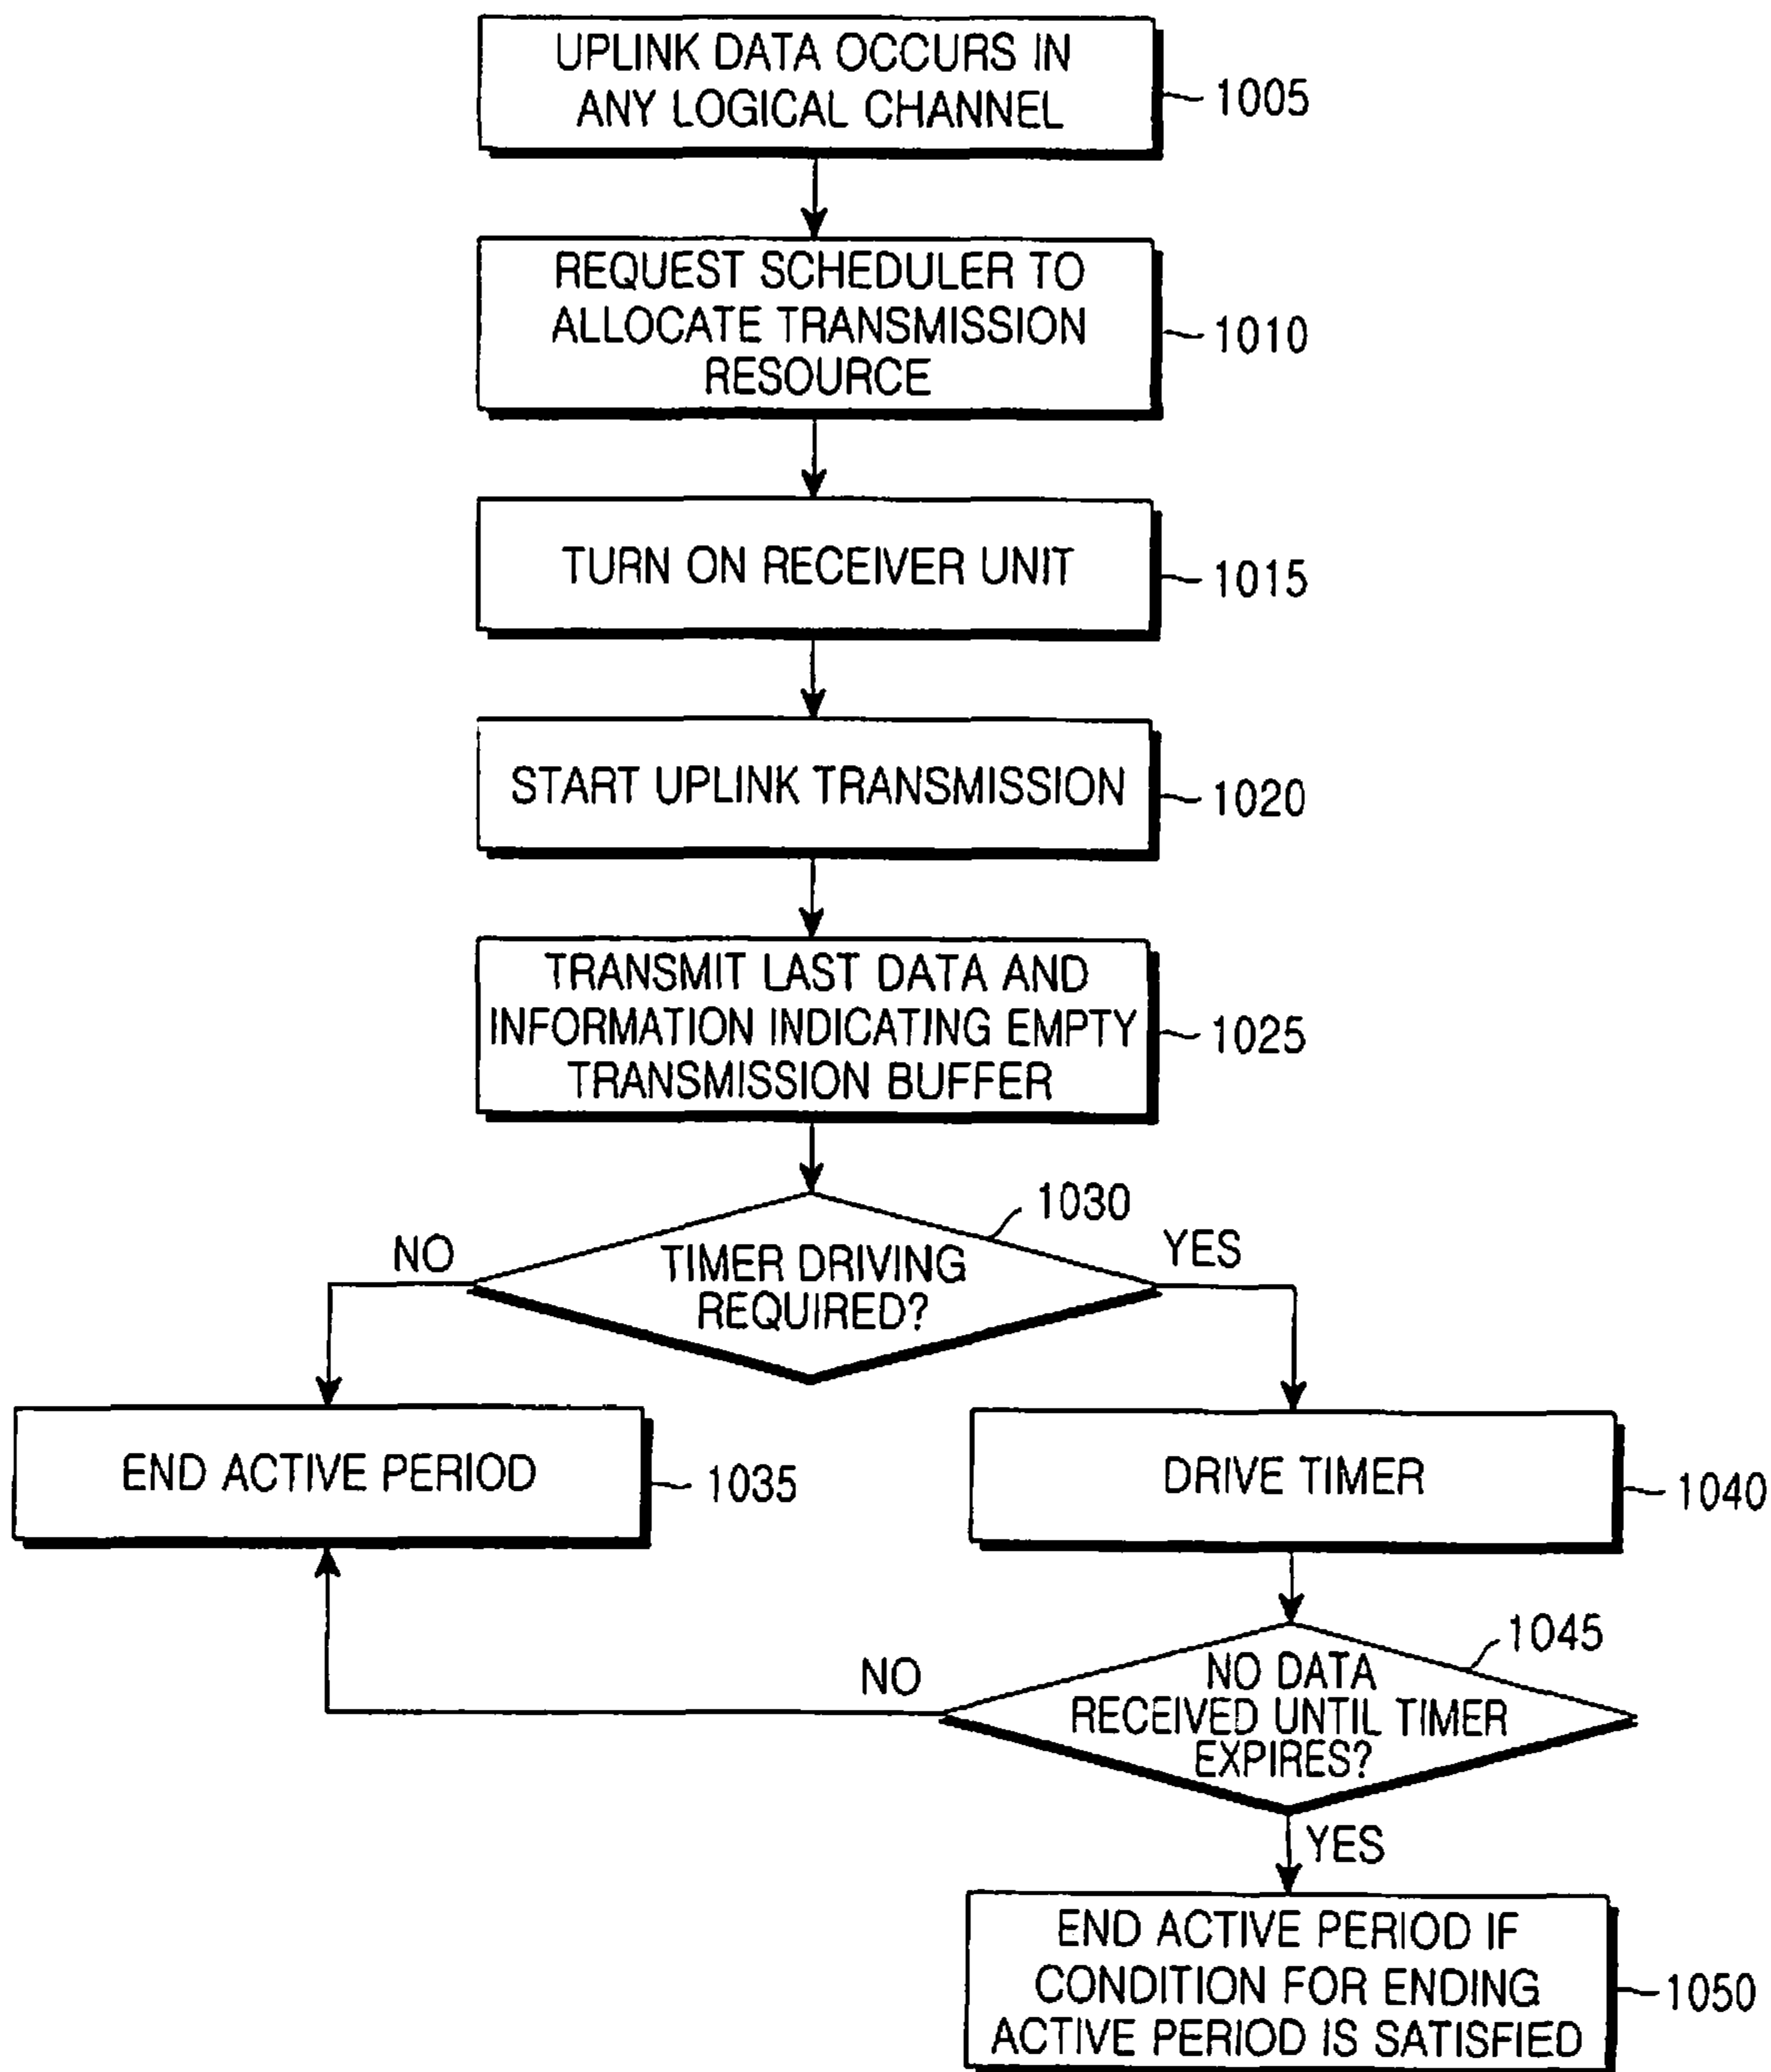 UPLINK DATA OCCURS IN
ANY LOGICAL CHANNEL
1005
REQUEST SCHEDULER TO
ALLOCATE TRANSMISSION
RESOURCE
1010
TURN ON RECEIVER UNIT
1015
START UPLINK TRANSMISSION
1020
TRANSMIT LAST DATA AND
INFORMATION INDICATING EMPTY
TRANSMISSION BUFFER
1025
1030
NO
YES
TIMER DRIVING
REQUIRED?
END ACTIVE PERIOD
1035
DRIVE TIMER
1040
1045
NO
NO DATA
RECEIVED UNTIL TIMER
EXPIRES?
YES
END ACTIVE PERIOD IF
CONDITION FOR ENDING
ACTIVE PERIOD IS SATISFIED
1050